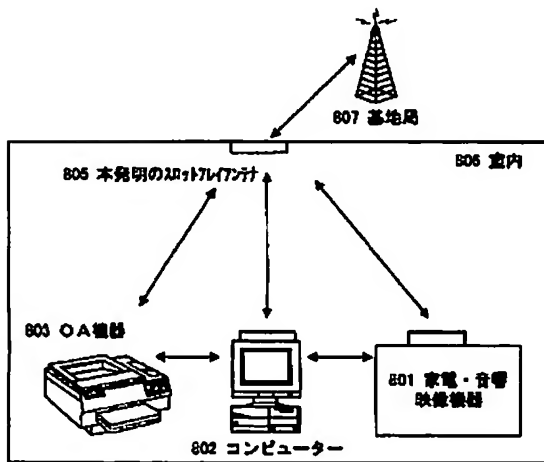 807 基地局
805 本発明のスロットアレイアンテナ
806 室内
803 OA機器
801 家電・音響
映像機器
802 コンピューター